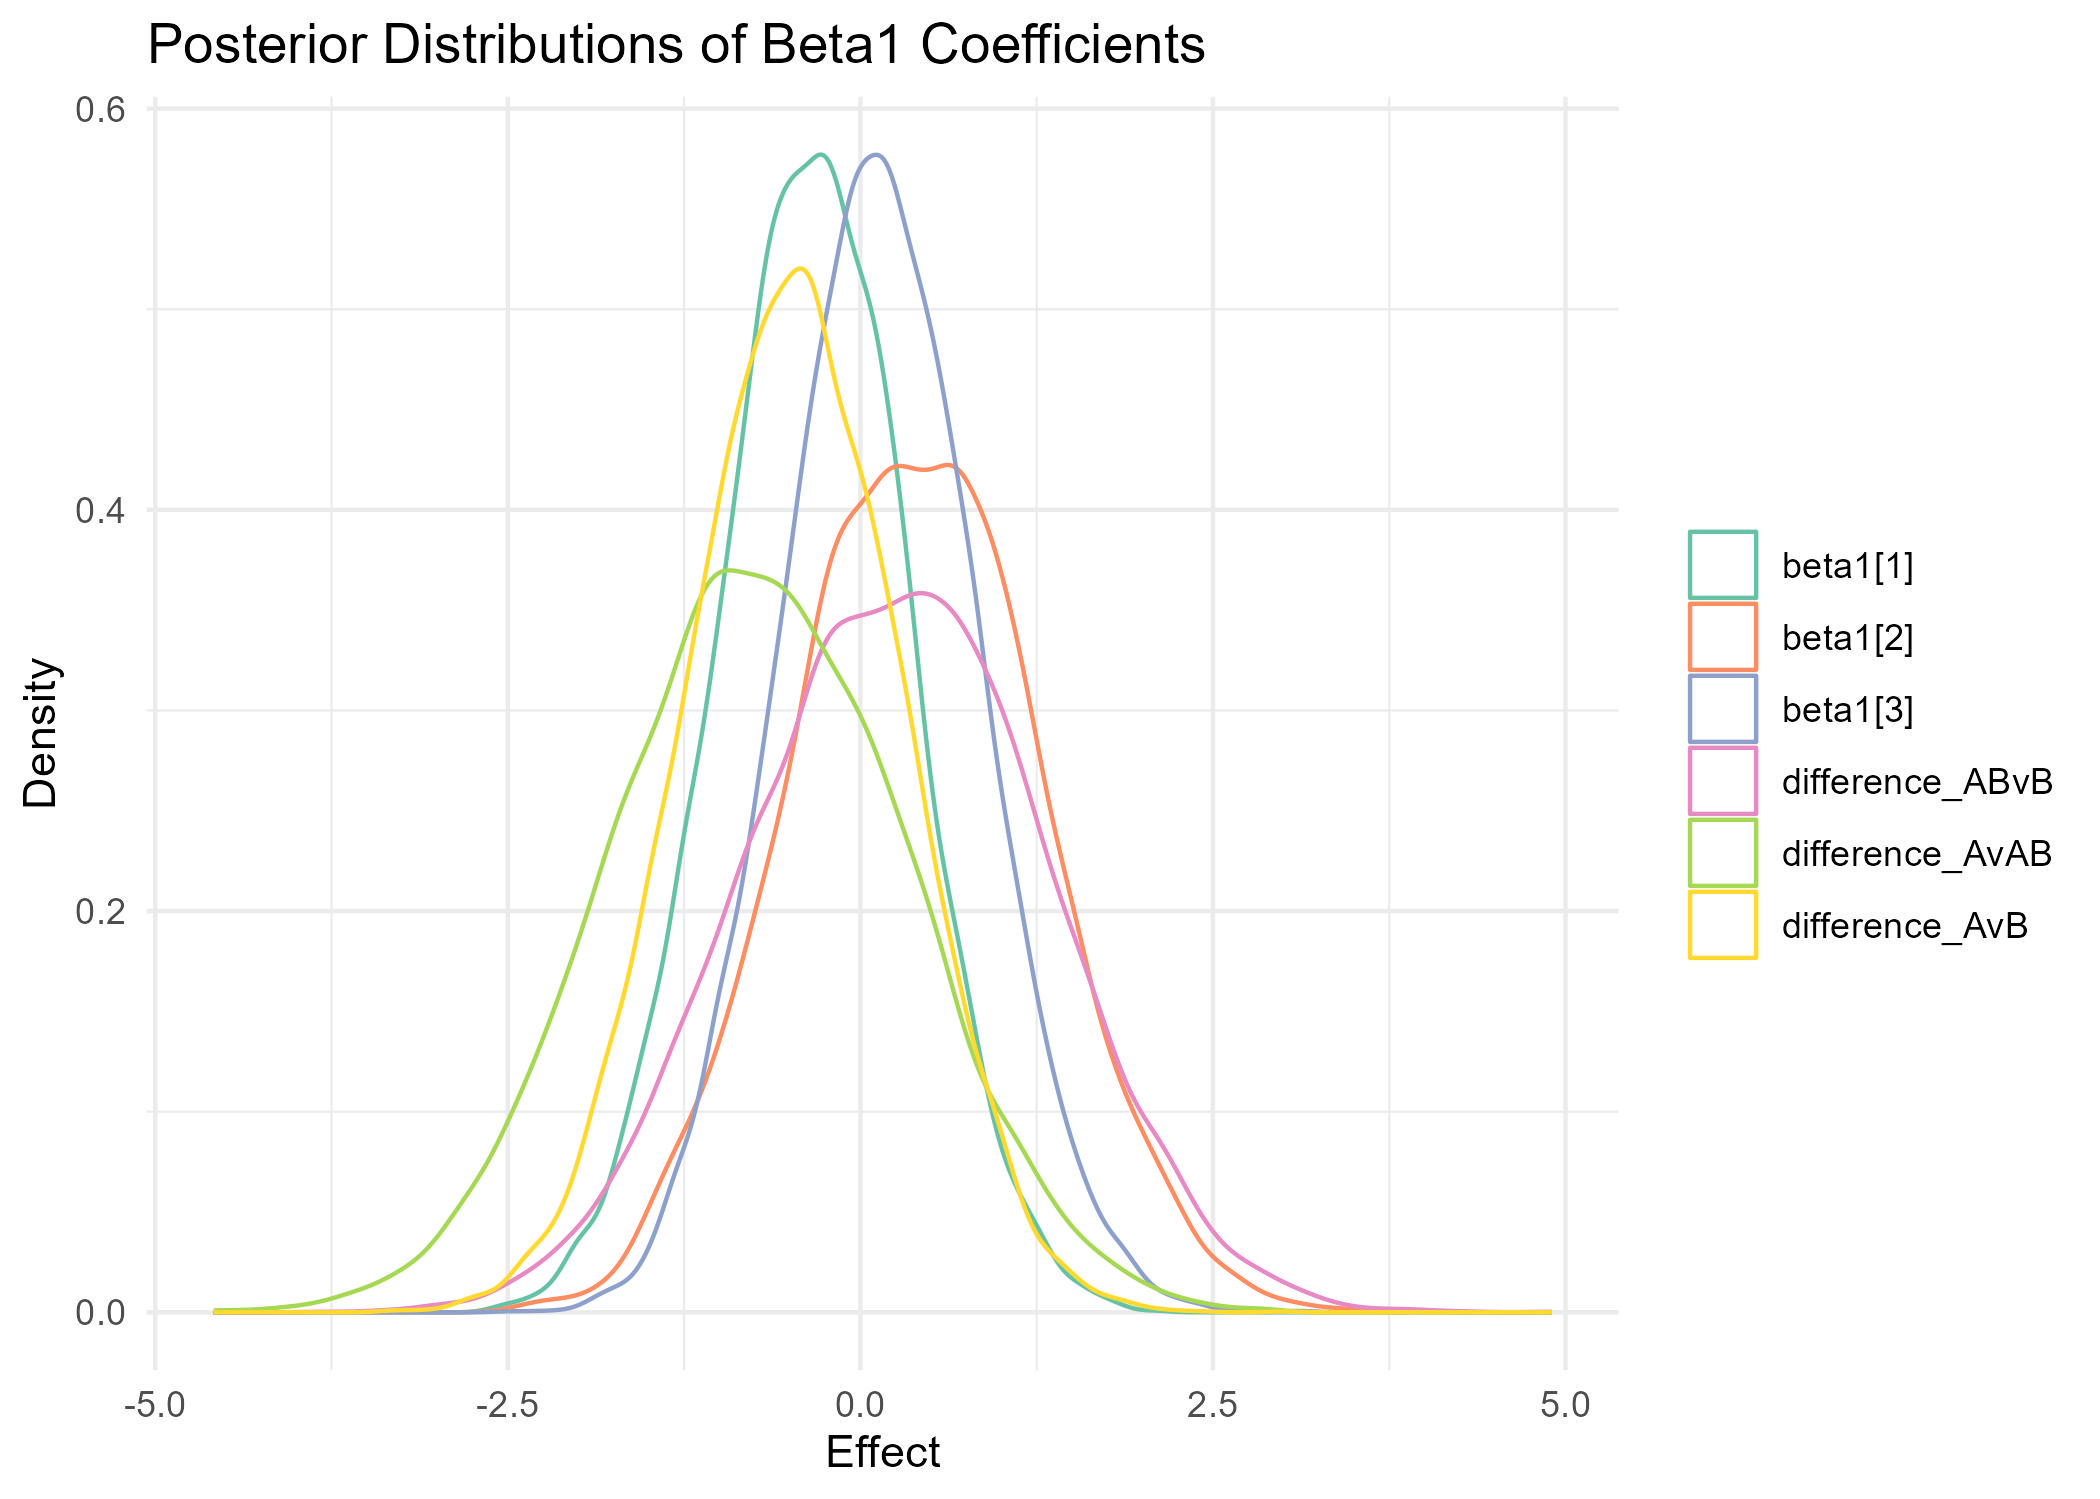 Posterior Distributions of Beta1 Coefficients
0.6
0.4
0.2
0.0
Density
-5.0
-2.5
0.0
2.5
5.0
Effect
beta1[1]
beta1[2]
beta1[3]
difference_ABvB
difference_AvAB
difference_AvB